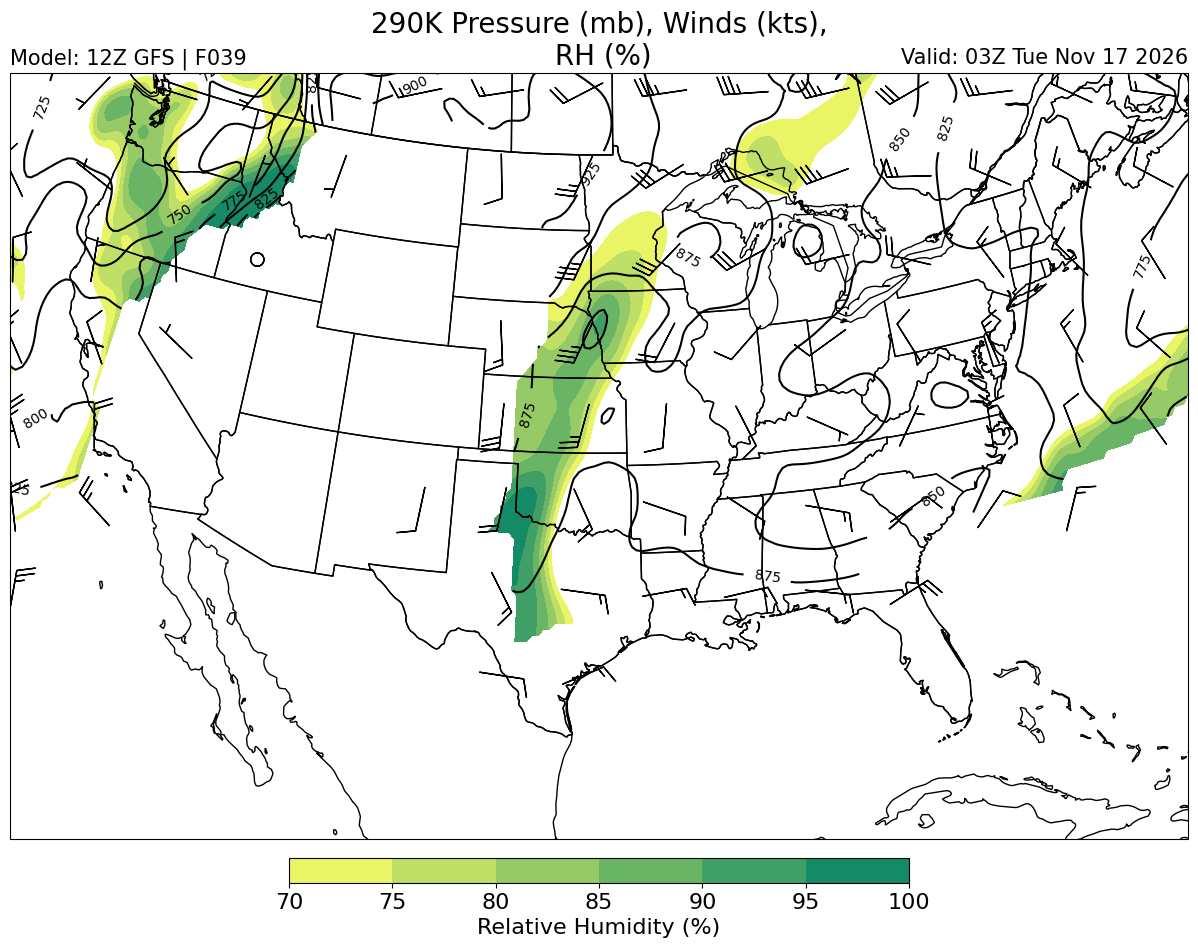 290K Pressure (mb), Winds (kts),
RH (%)
Model: 12Z GFS | F039
Valid: 03Z Tue Nov 17 2026
725
900
850
825
925
750
775
825
875
775
800
875
850
875
70 75 80 85 90 95 100
Relative Humidity (%)